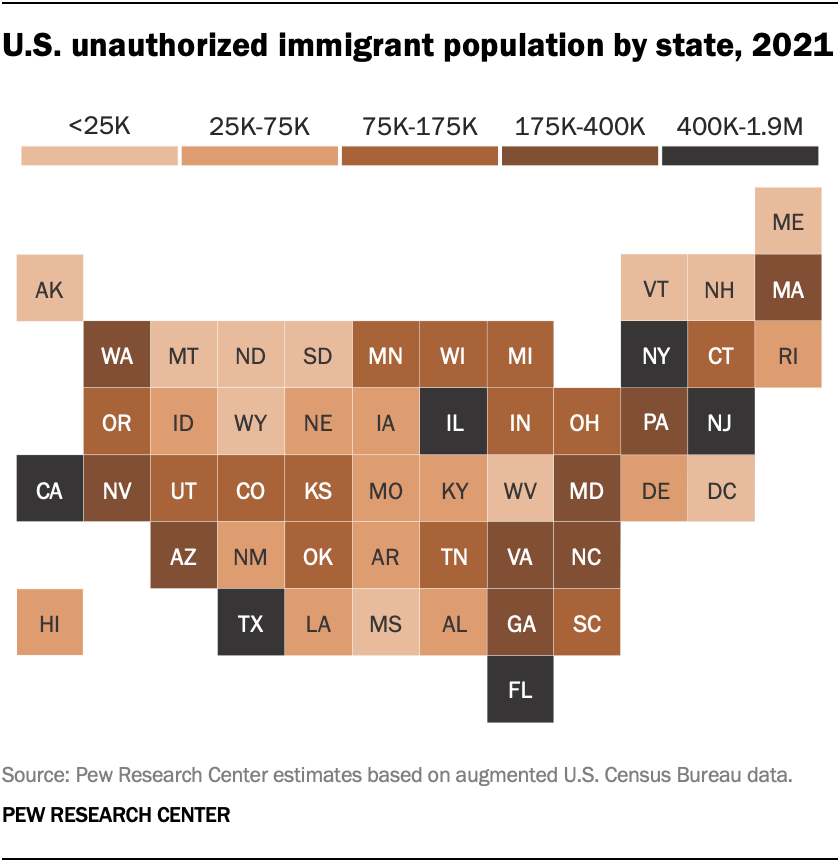 U.S. unauthorized immigrant population by state, 2021
<25K 25K-75K 75K-175K 175K-400K 400K-1.9M
ME
AK VT NH MA
WA MT ND SD MN WI MI NY CT RI
OR ID WY NE IA IL IN OH PA NJ
CA NV UT CO KS MO KY WV MD DE DC
AZ NM OK AR TN VA NC
HI TX LA MS AL GA SC
FL
Source: Pew Research Center estimates based on augmented U.S. Census Bureau data.
PEW RESEARCH CENTER